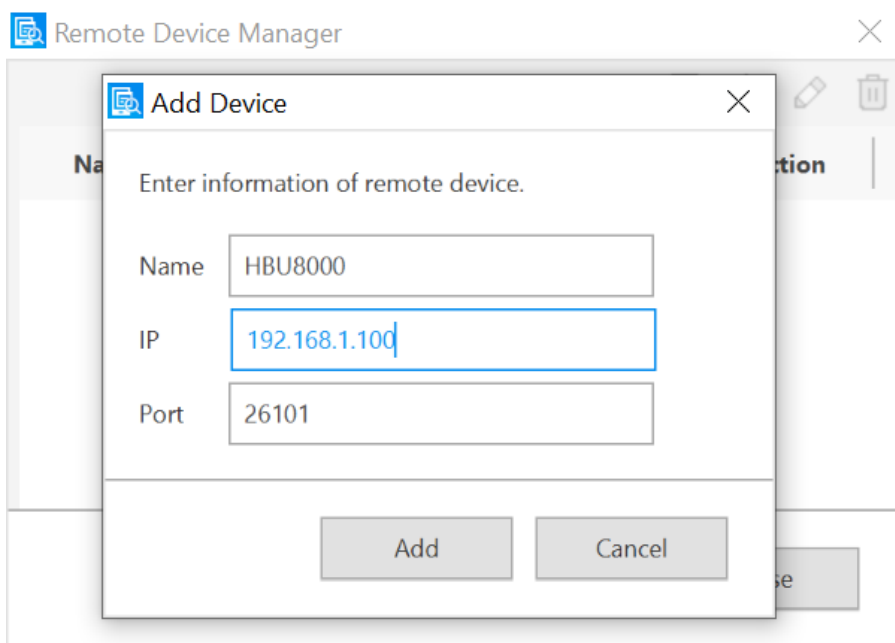 Remote Device Manager
Add Device
Enter information of remote device.
Name HBU8000
IP 192.168.1.100
Port 26101
Add Cancel